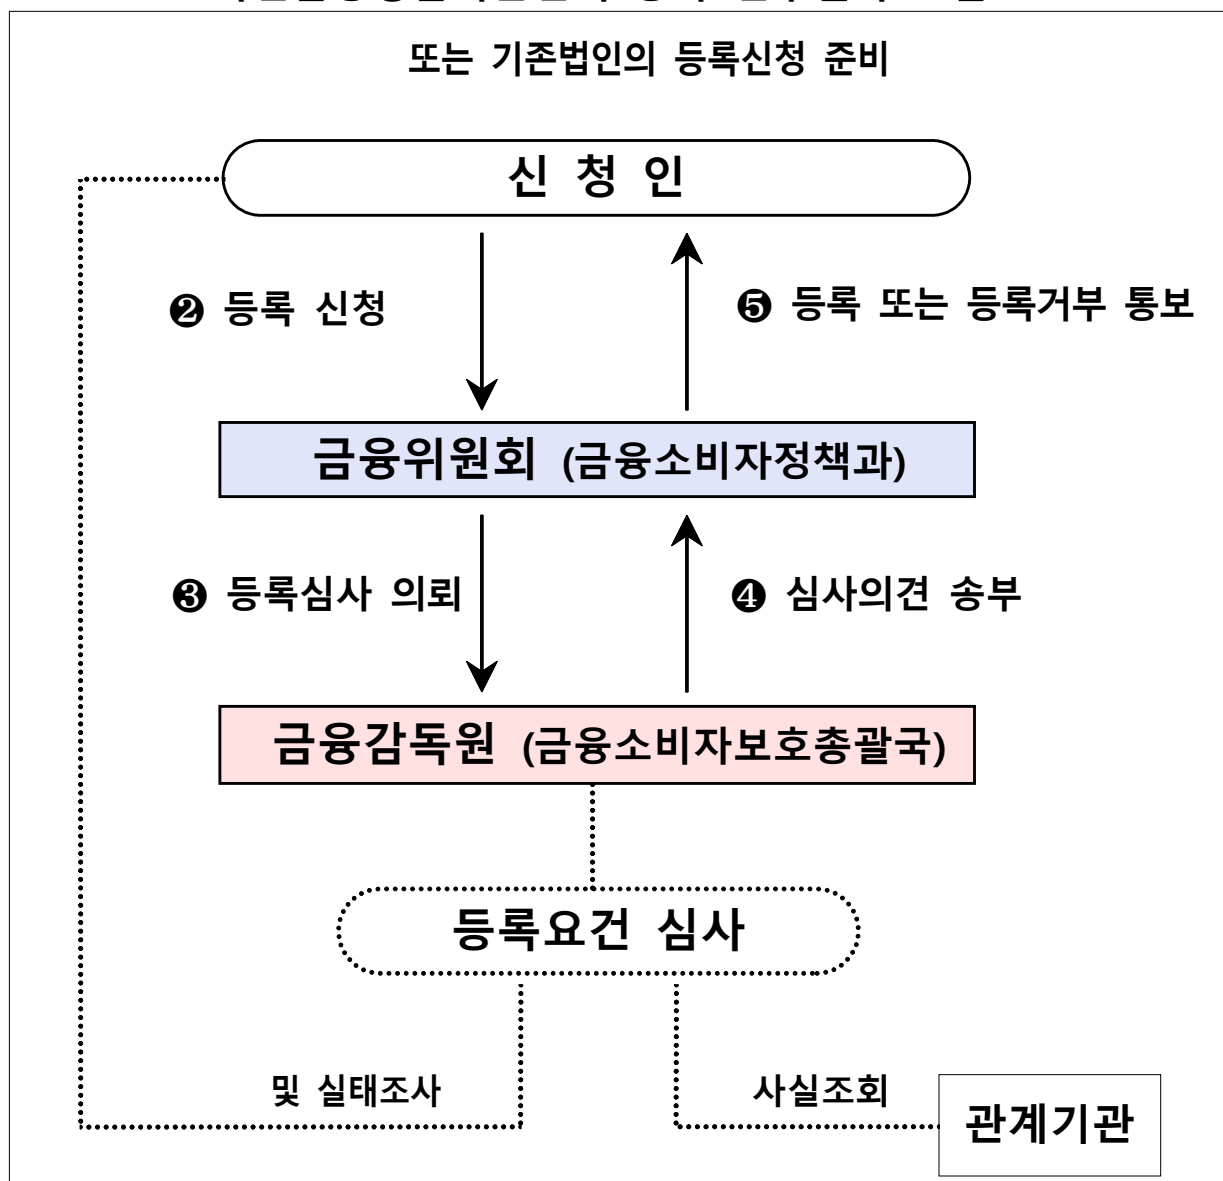 또는 기존법인의 등록신청 준비
신 청 인
❷ 등록 신청
❺ 등록 또는 등록거부 통보
금융위원회 (금융소비자정책과)
❸ 등록심사 의뢰
❹ 심사의견 송부
금융감독원 (금융소비자보호총괄국)
등록요건 심사
및 실태조사
사실조회
관계기관